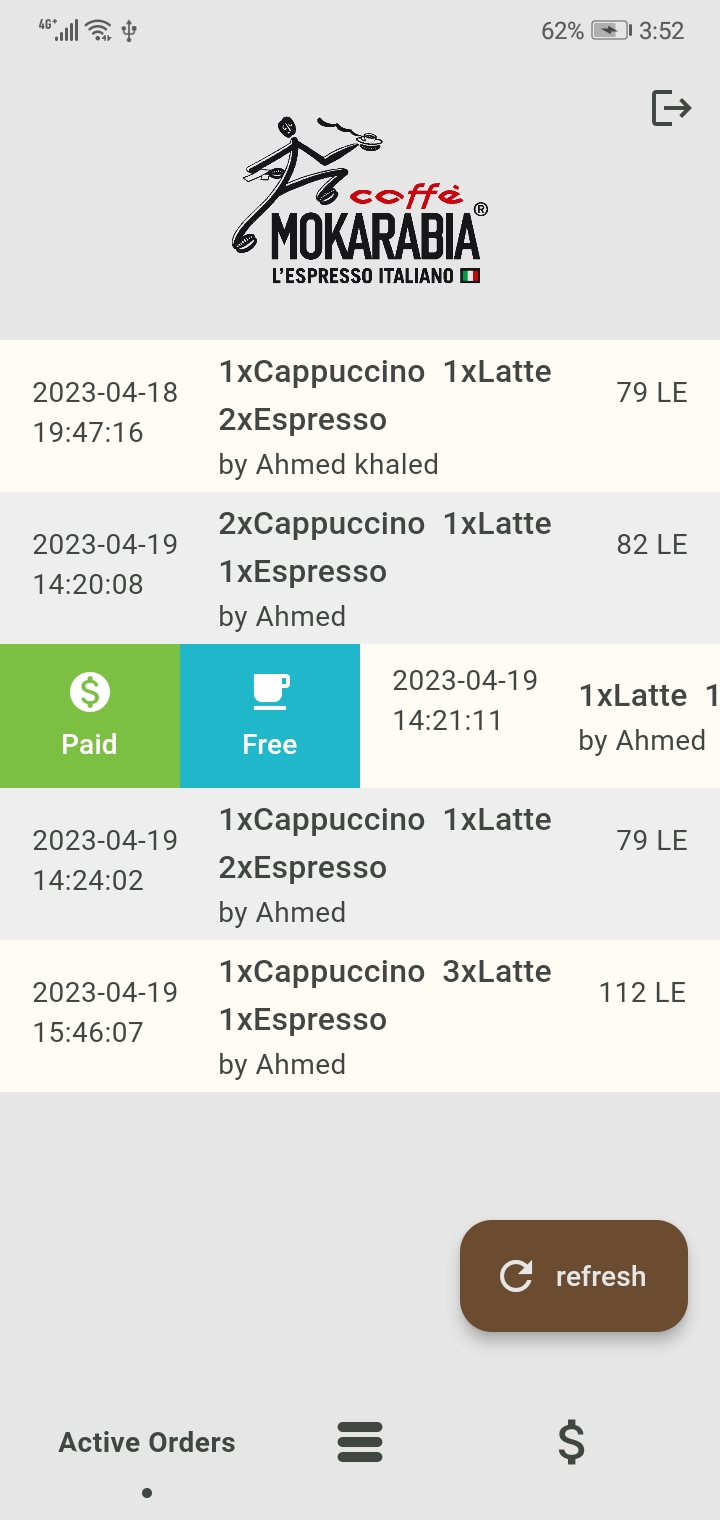 4G+ 62% 3:52
caffè
MOKARABIA®
L'ESPRESSO ITALIANO
2023-04-18
19:47:16
1xCappuccino 1xLatte
2xEspresso
by Ahmed khaled
79 LE
2023-04-19
14:20:08
2xCappuccino 1xLatte
1xEspresso
by Ahmed
82 LE
Paid
Free
2023-04-19
14:21:11
1xLatte 1
by Ahmed
2023-04-19
14:24:02
1xCappuccino 1xLatte
2xEspresso
by Ahmed
79 LE
2023-04-19
15:46:07
1xCappuccino 3xLatte
1xEspresso
by Ahmed
112 LE
refresh
Active Orders
$